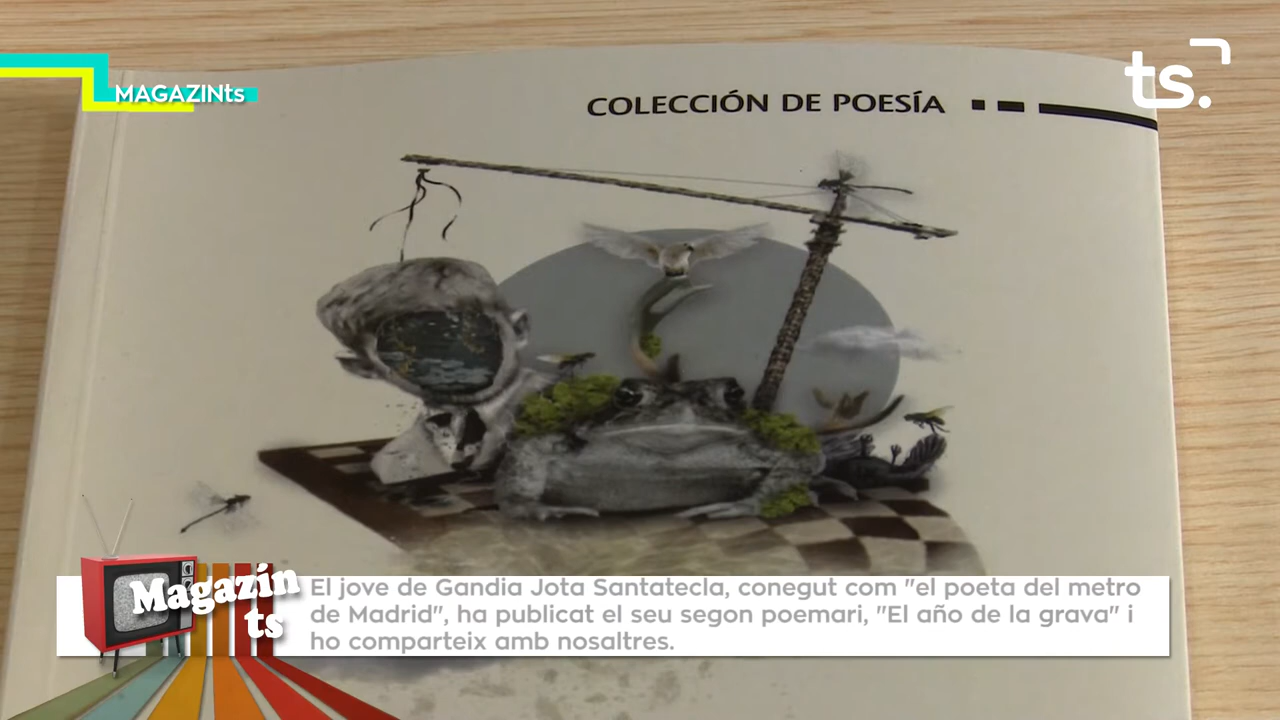 MAGAZINts
ts.
COLECCIÓN DE POESÍA
Magazín
ts
El jove de Gandia Jota Santatecla, conegut com "el poeta del metro
de Madrid", ha publicat el seu segon poemari, "El año de la grava" i
ho comparteix amb nosaltres.